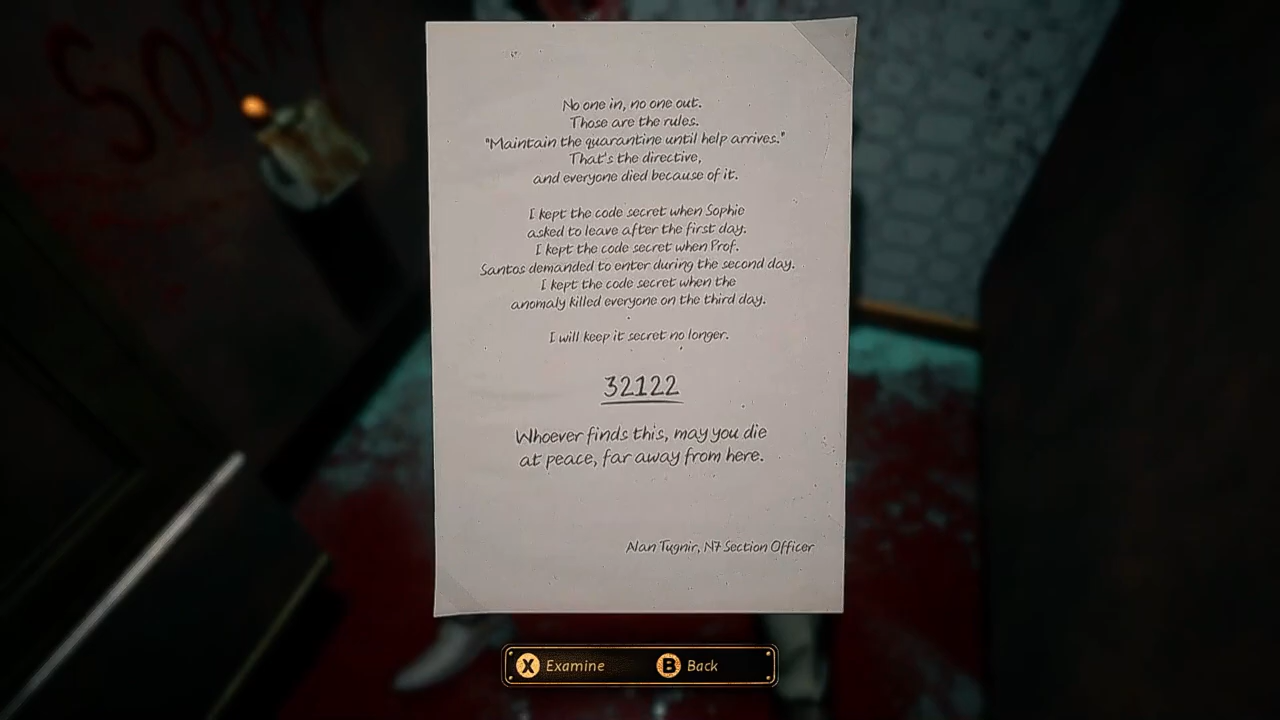 SORRY
No one in, no one out.
Those are the rules.
"Maintain the quarantine until help arrives."
That's the directive,
and everyone died because of it.
I kept the code secret when Sophie
asked to leave after the first day.
I kept the code secret when Prof.
Santos demanded to enter during the second day.
I kept the code secret when the
anomaly killed everyone on the third day.
I will keep it secret no longer.
32122
Whoever finds this, may you die
at peace, far away from here.
Alan Tugnir, N7 Section Officer
X Examine B Back